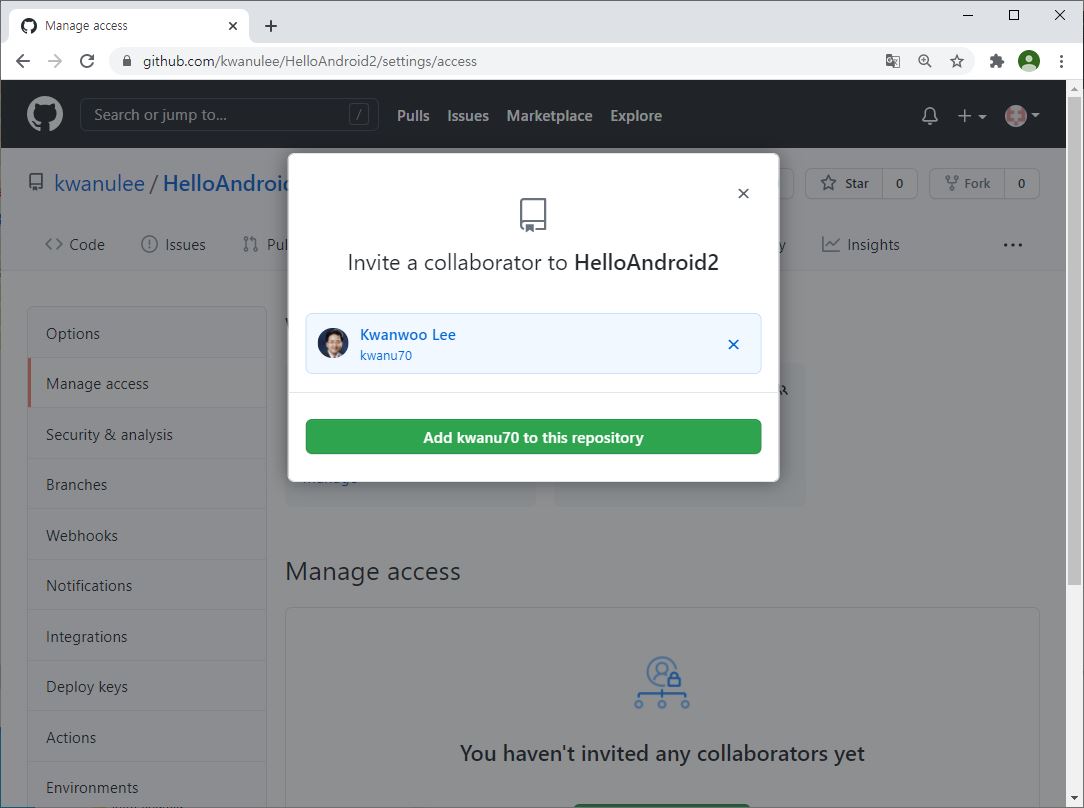 Manage access
github.com/kwanulee/HelloAndroid2/settings/access
Search or jump to... /
Pulls Issues Marketplace Explore
kwanulee / HelloAndroid
Star 0 Fork 0
Code Issues Insights
Invite a collaborator to HelloAndroid2
Kwanwoo Lee
kwanu70
Add kwanu70 to this repository
Options
Manage access
Security & analysis
Branches
Webhooks
Notifications
Integrations
Deploy keys
Actions
Environments
manage
Manage access
You haven't invited any collaborators yet